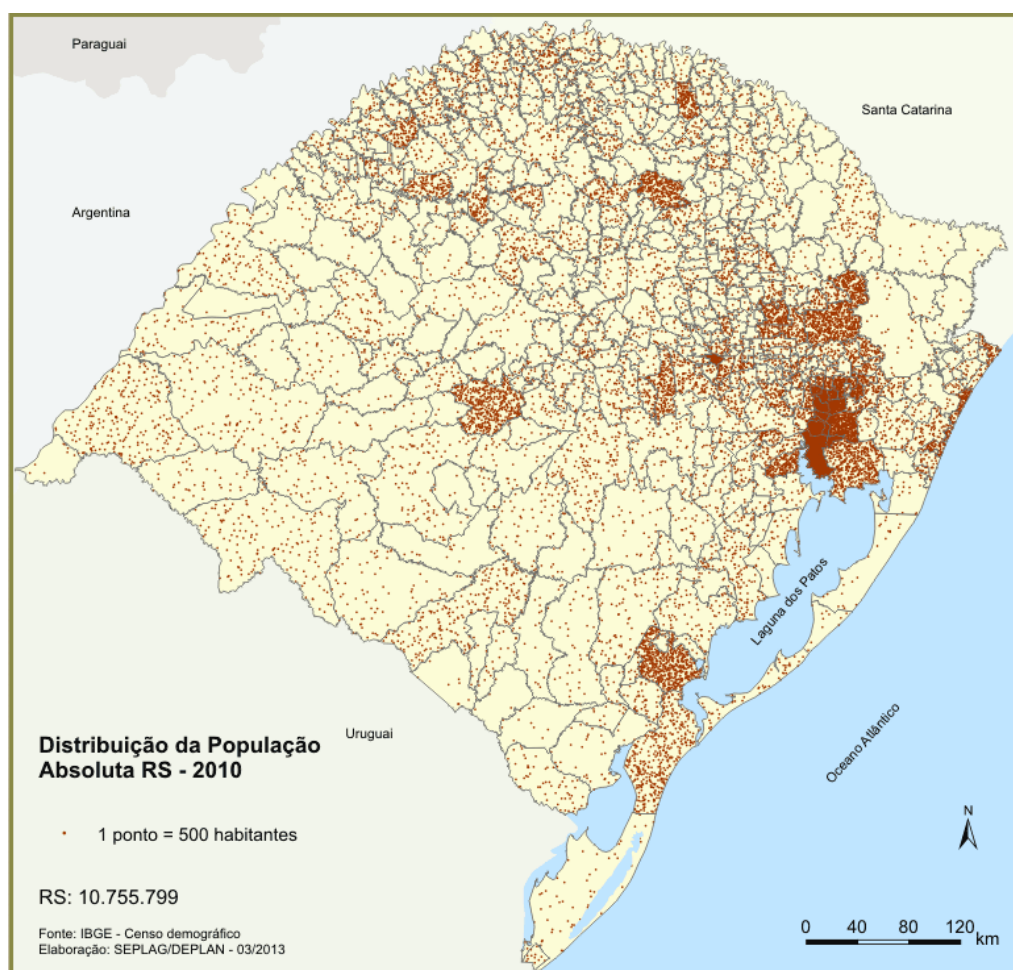 Paraguai
Santa Catarina
Argentina
Laguna dos Patos
Uruguai
Oceano Atlântico
Distribuição da População
Absoluta RS - 2010
1 ponto = 500 habitantes
RS: 10.755.799
Fonte: IBGE - Censo demográfico
Elaboração: SEPLAG/DEPLAN - 03/2013
N
0 40 80 120
km